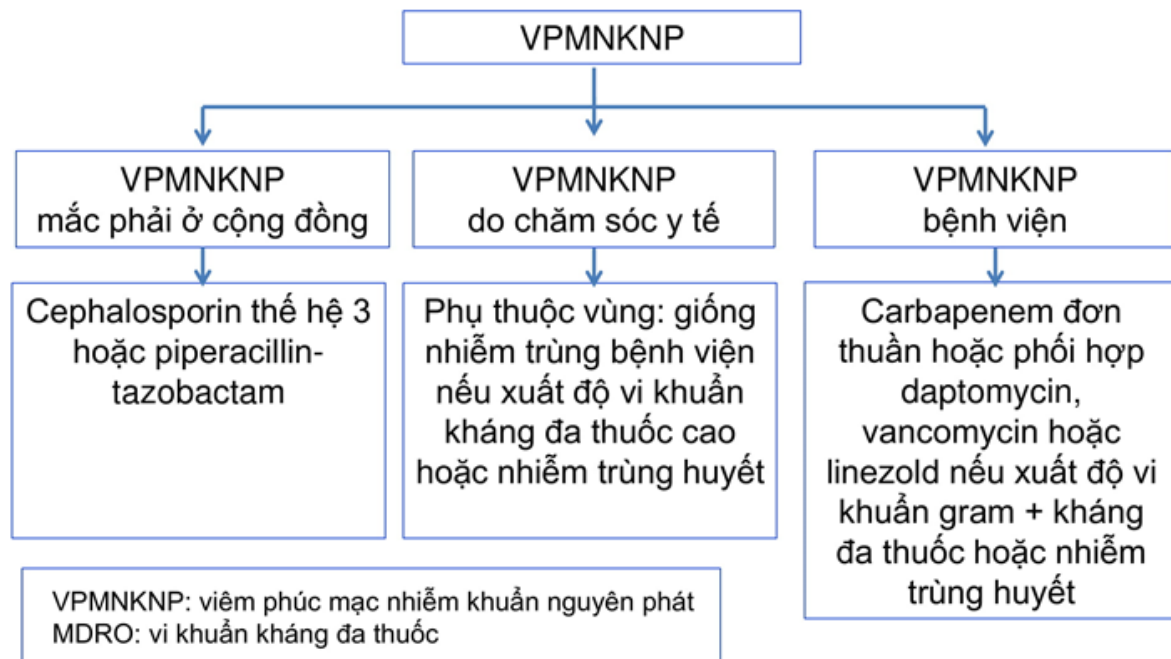 VPMNKNP
VPMNKNP
mắc phải ở cộng đồng
VPMNKNP
do chăm sóc y tế
VPMNKNP
bệnh viện
Cephalosporin thế hệ 3
hoặc piperacillin-
tazobactam
Phụ thuộc vùng: giống
nhiễm trùng bệnh viện
nếu xuất độ vi khuẩn
kháng đa thuốc cao
hoặc nhiễm trùng huyết
Carbapenem đơn
thuần hoặc phối hợp
daptomycin,
vancomycin hoặc
linezold nếu xuất độ vi
khuẩn gram + kháng
đa thuốc hoặc nhiễm
trùng huyết
VPMNKNP: viêm phúc mạc nhiễm khuẩn nguyên phát
MDRO: vi khuẩn kháng đa thuốc